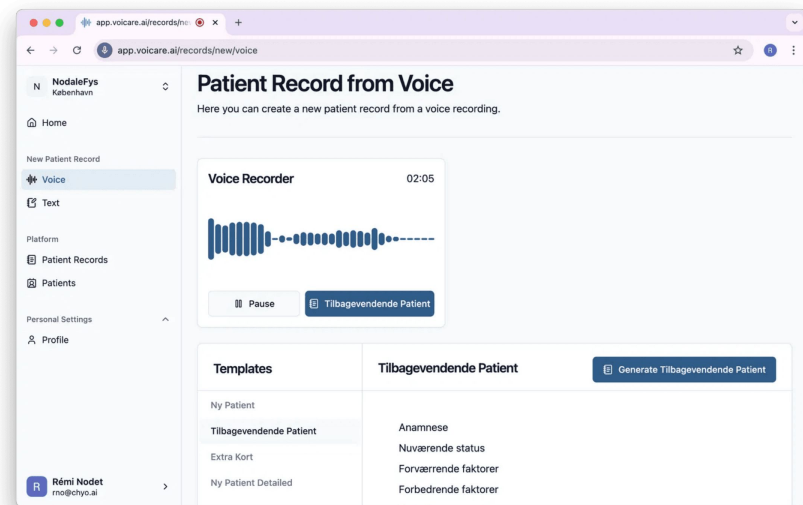 app.voicare.ai/records/ne
app.voicare.ai/records/new/voice
R
N
NodaleFys
København
Home
New Patient Record
Voice
Text
Platform
Patient Records
Patients
Personal Settings
Profile
R
Rémi Nodet
rno@chyo.ai
Patient Record from Voice
Here you can create a new patient record from a voice recording.
Voice Recorder
02:05
Pause
Tilbagevendende Patient
Templates
Ny Patient
Tilbagevendende Patient
Extra Kort
Ny Patient Detailed
Tilbagevendende Patient
Generate Tilbagevendende Patient
Anamnese
Nuværende status
Forværrende faktorer
Forbedrende faktorer